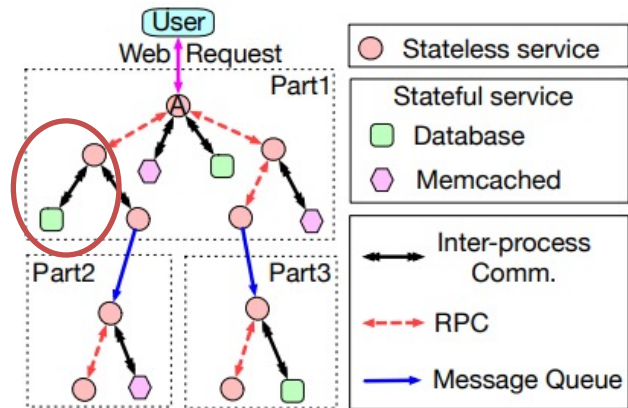 User
Web Request
Part1
A
Part2
Part3
Stateless service
Stateful service
Database
Memcached
Inter-process
Comm.
RPC
Message Queue